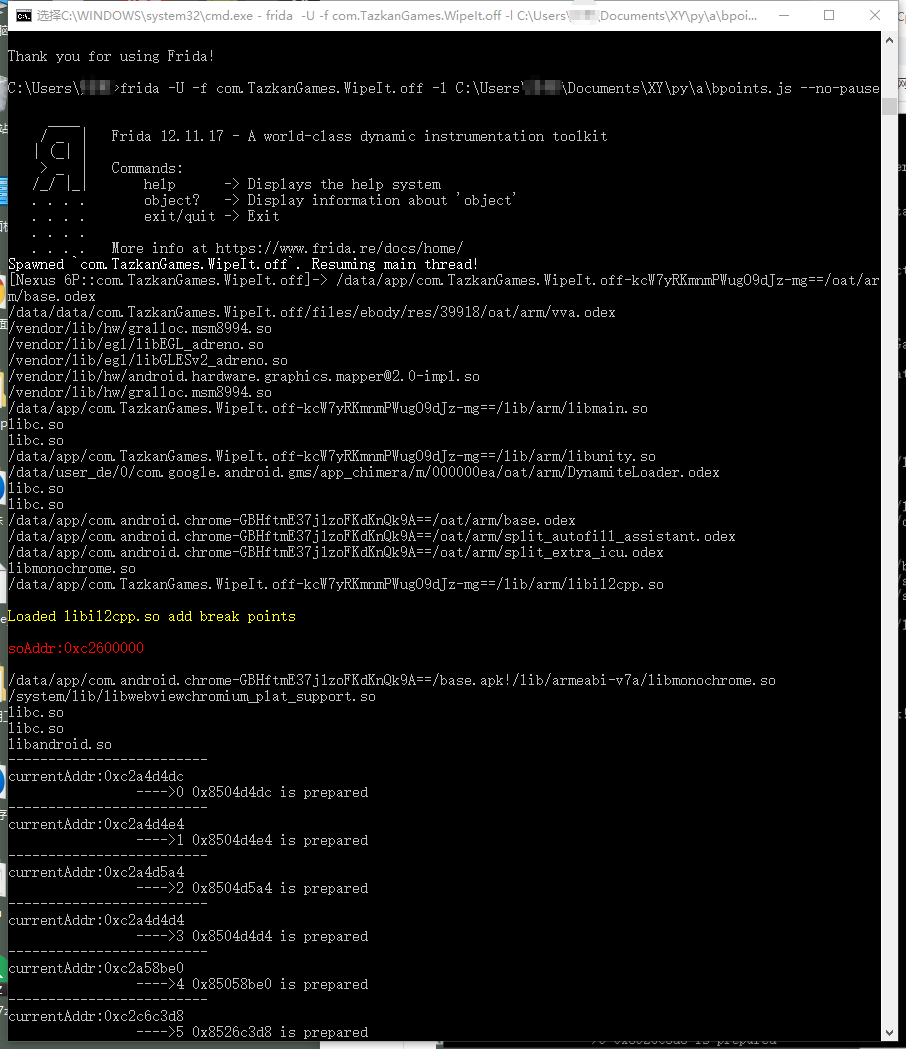 选择C:\WINDOWS\system32\cmd.exe - frida -U -f com.TazkanGames.WipeIt.off -l C:\Users\ \Documents\XY\py\a\bpoi...
Thank you for using Frida!
C:\Users\ >frida -U -f com.TazkanGames.WipeIt.off -l C:\Users\ \Documents\XY\py\a\bpoints.js --no-pause
Frida 12.11.17 - A world-class dynamic instrumentation toolkit
Commands:
help -> Displays the help system
object? -> Display information about 'object'
exit/quit -> Exit
More info at https://www.frida.re/docs/home/
Spawned `com.TazkanGames.WipeIt.off`. Resuming main thread!
[Nexus 6P::com.TazkanGames.WipeIt.off]-> /data/app/com.TazkanGames.WipeIt.off-kcW7yRKmnmPWugO9dJz-mg==/oat/ar
m/base.odex
/data/data/com.TazkanGames.WipeIt.off/files/ebody/res/39918/oat/arm/vva.odex
/vendor/lib/hw/gralloc.msm8994.so
/vendor/lib/egl/libEGL_adreno.so
/vendor/lib/egl/libGLESv2_adreno.so
/vendor/lib/hw/android.hardware.graphics.mapper@2.0-impl.so
/vendor/lib/hw/gralloc.msm8994.so
/data/app/com.TazkanGames.WipeIt.off-kcW7yRKmnmPWugO9dJz-mg==/lib/arm/libmain.so
libc.so
libc.so
/data/app/com.TazkanGames.WipeIt.off-kcW7yRKmnmPWugO9dJz-mg==/lib/arm/libunity.so
/data/user_de/0/com.google.android.gms/app_chimera/m/000000ea/oat/arm/DynamiteLoader.odex
libc.so
libc.so
/data/app/com.android.chrome-GBHftmE37j1zoFKdKnQk9A==/oat/arm/base.odex
/data/app/com.android.chrome-GBHftmE37j1zoFKdKnQk9A==/oat/arm/split_autofill_assistant.odex
/data/app/com.android.chrome-GBHftmE37j1zoFKdKnQk9A==/oat/arm/split_extra_icu.odex
libmonochrome.so
/data/app/com.TazkanGames.WipeIt.off-kcW7yRKmnmPWugO9dJz-mg==/lib/arm/libil2cpp.so
Loaded libil2cpp.so add break points
soAddr:0xc2600000
/data/app/com.android.chrome-GBHftmE37j1zoFKdKnQk9A==/base.apk!/lib/armeabi-v7a/libmonochrome.so
/system/lib/libwebviewchromium_plat_support.so
libc.so
libc.so
libandroid.so
-------------------------
currentAddr:0xc2a4d4dc
---->0 0x8504d4dc is prepared
-------------------------
currentAddr:0xc2a4d4e4
---->1 0x8504d4e4 is prepared
-------------------------
currentAddr:0xc2a4d5a4
---->2 0x8504d5a4 is prepared
-------------------------
currentAddr:0xc2a4d4d4
---->3 0x8504d4d4 is prepared
-------------------------
currentAddr:0xc2a58be0
---->4 0x85058be0 is prepared
-------------------------
currentAddr:0xc2c6c3d8
---->5 0x8526c3d8 is prepared